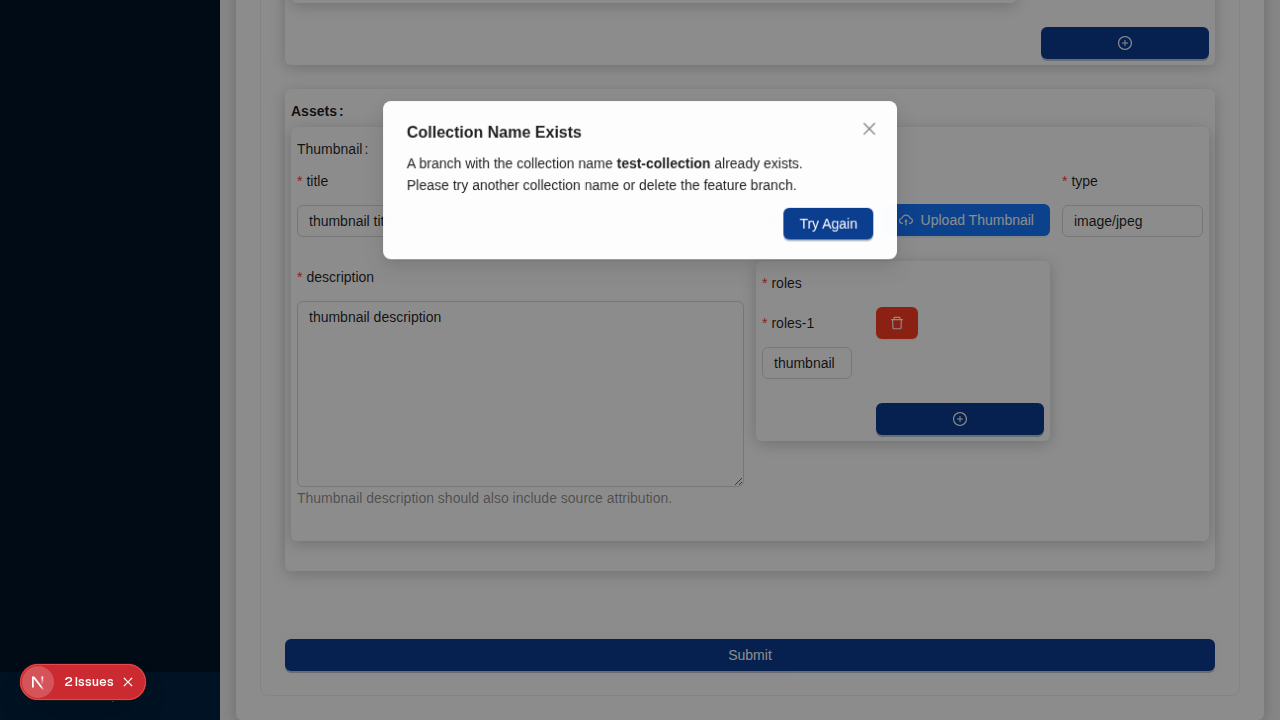 Assets:
Collection Name Exists
A branch with the collection name test-collection already exists.
Please try another collection name or delete the feature branch.
Try Again
Thumbnail:
* title
* type
thumbnail tit
Upload Thumbnail
image/jpeg
* description
thumbnail description
Thumbnail description should also include source attribution.
* roles
* roles-1
thumbnail
Submit
N 2 Issues